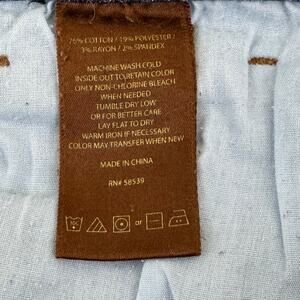 76% COTTON / 19% POLYESTER /
3% RAYON / 2% SPANDEX
MACHINE WASH COLD
INSIDE OUT TO RETAIN COLOR
ONLY NON-CHLORINE BLEACH
WHEN NEEDED
TUMBLE DRY LOW
OR FOR BETTER CARE
LAY FLAT TO DRY
WARM IRON IF NECESSARY
COLOR MAY TRANSFER WHEN NEW
MADE IN CHINA
RN# 58539
or